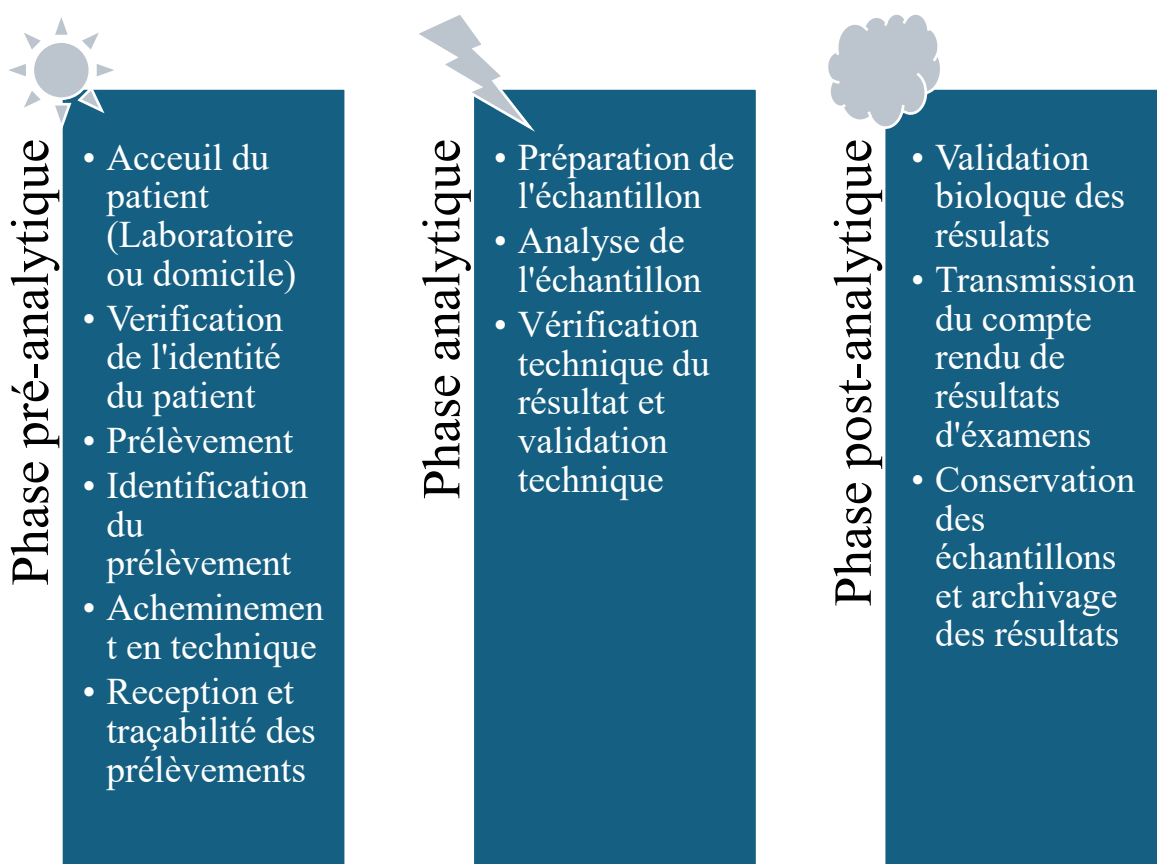 Phase pré-analytique
• Acceuil du
patient
(Laboratoire
ou domicile)
• Verification
de l'identité
du patient
• Prélèvement
• Identification
du
prélèvement
• Acheminemen
t en technique
• Reception et
traçabilité des
prélèvements
Phase analytique
• Préparation de
l'échantillon
• Analyse de
l'échantillon
• Vérification
technique du
résultat et
validation
technique
Phase post-analytique
• Validation
bioloque des
résulats
• Transmission
du compte
rendu de
résultats
d'éxamens
• Conservation
des
échantillons
et archivage
des résultats